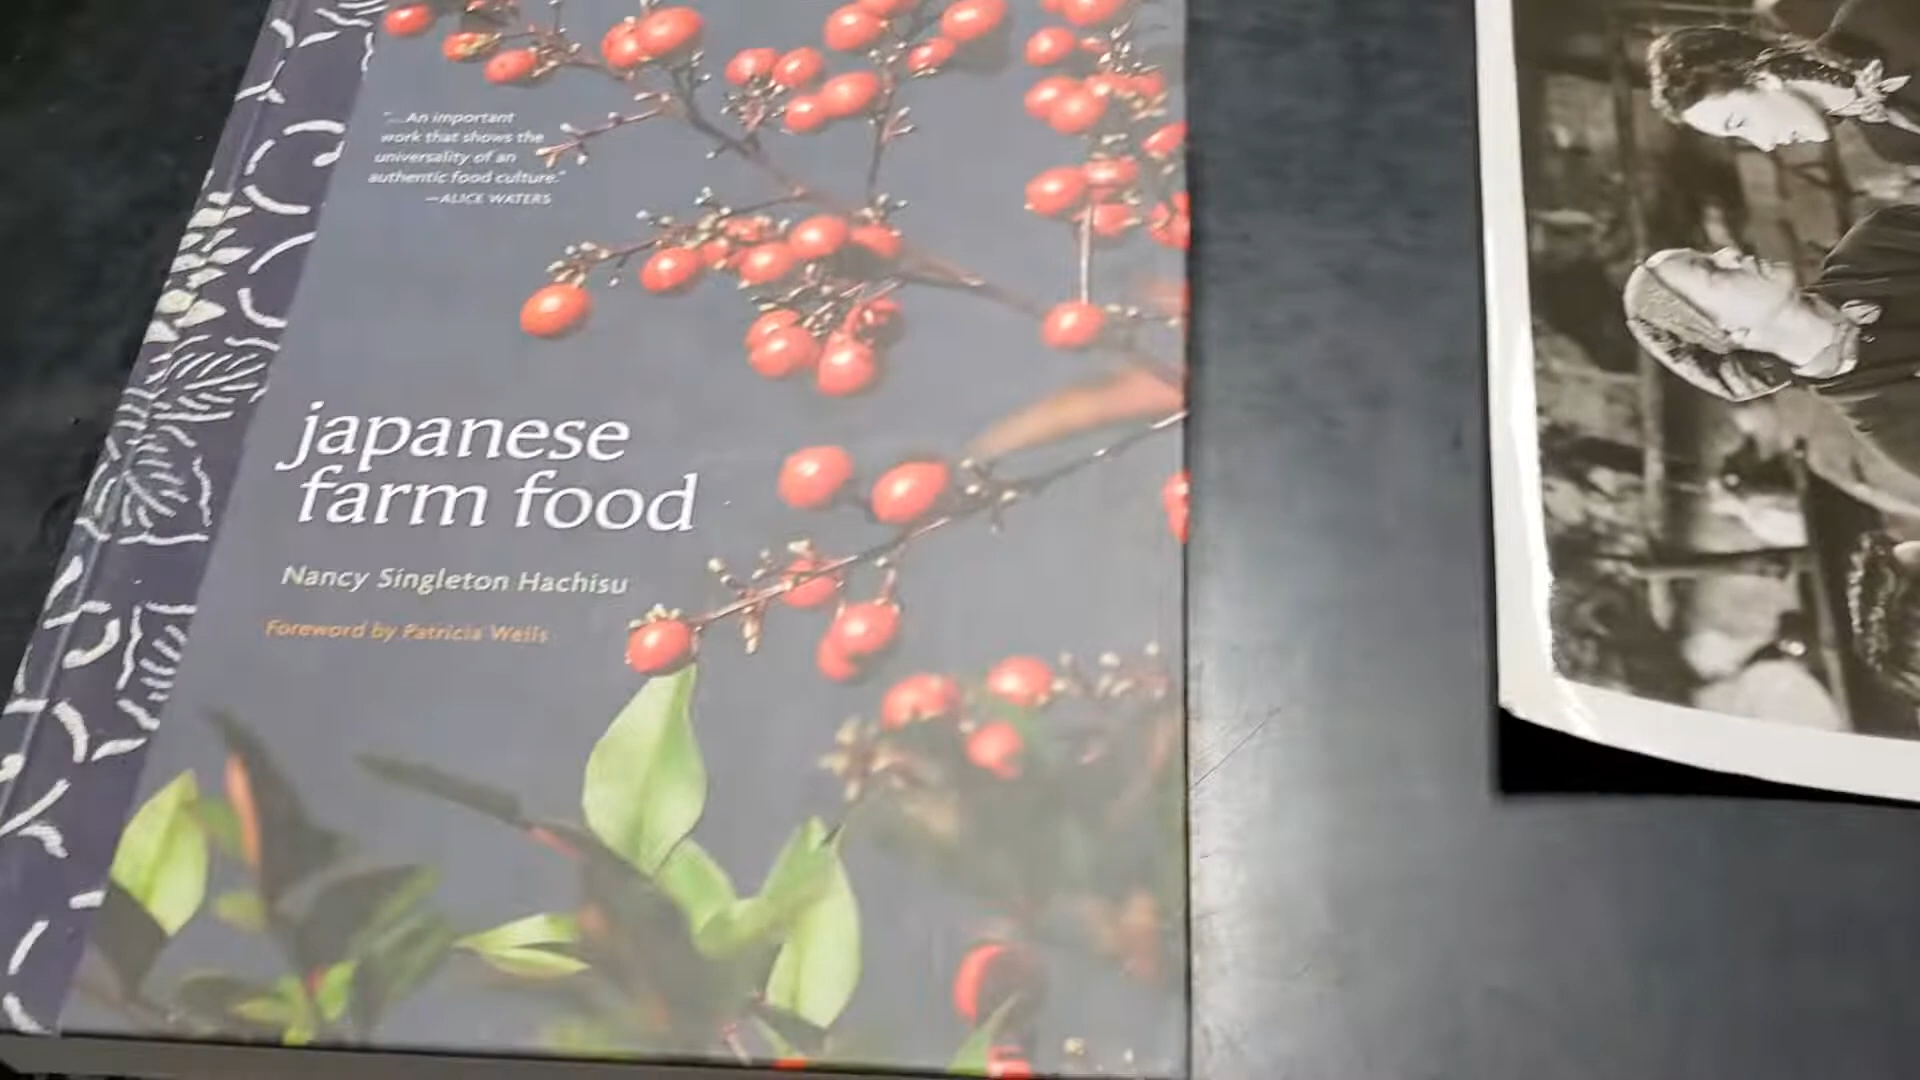 "...An important
work that shows the
universality of an
authentic food culture."
—ALICE WATERS
japanese
farm food
Nancy Singleton Hachisu
Foreword by Patricia Wells